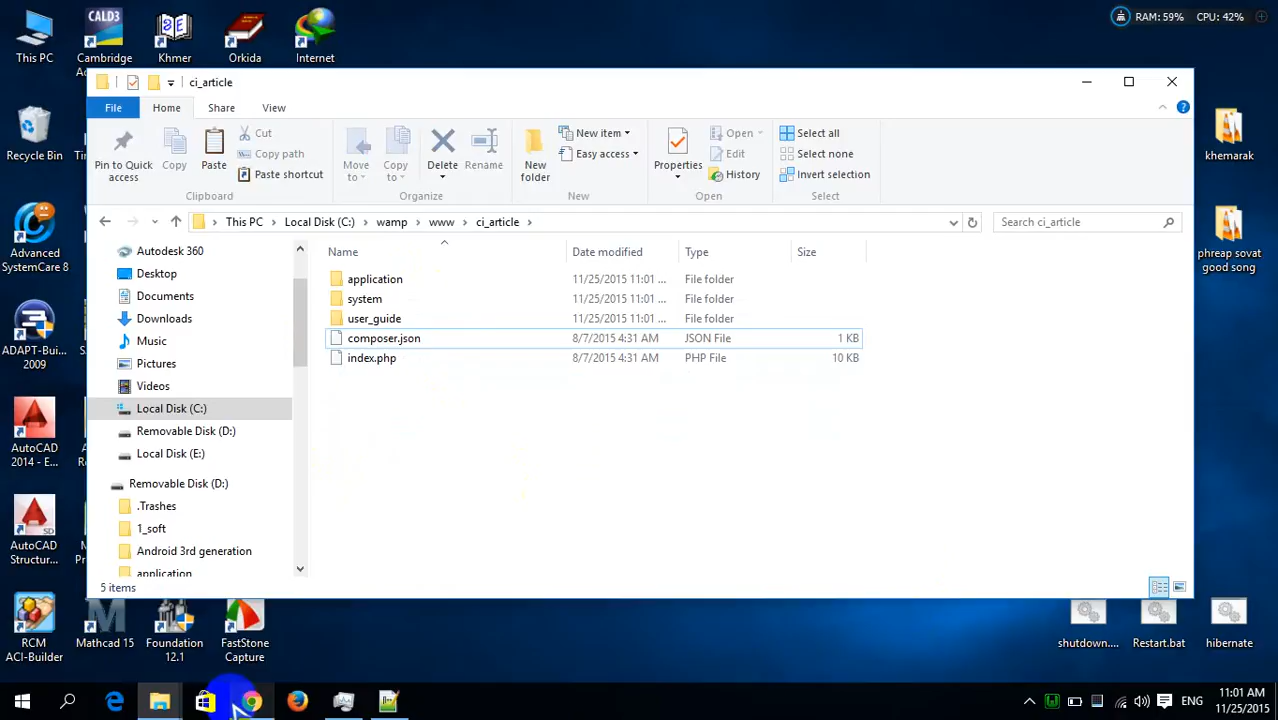 This PC
CALD3
Cambridge
Khmer
Orkida
Internet
RAM: 59% CPU: 42%
Recycle Bin
Advanced
SystemCare 8
ADAPT-Bui...
2009
AutoCAD
2014 - E...
AutoCAD
Structur...
RCM
ACI-Builder
Mathcad 15
Foundation
12.1
FastStone
Capture
khemarak
phreap sovat
good song
shutdown....
Restart.bat
hibernate
ci_article
File
Home
Share
View
Pin to Quick
access
Copy
Paste
Cut
Copy path
Paste shortcut
Clipboard
Move
to
Copy
to
Delete
Rename
Organize
New
folder
New item
Easy access
New
Properties
Open
Edit
History
Open
Select all
Select none
Invert selection
Select
This PC
Local Disk (C:)
wamp
www
ci_article
Search ci_article
Autodesk 360
Desktop
Documents
Downloads
Music
Pictures
Videos
Local Disk (C:)
Removable Disk (D:)
Local Disk (E:)
Removable Disk (D:)
.Trashes
1_soft
Android 3rd generation
application
Name Date modified Type Size
application 11/25/2015 11:01 ... File folder
system 11/25/2015 11:01 ... File folder
user_guide 11/25/2015 11:01 ... File folder
composer.json 8/7/2015 4:31 AM JSON File 1 KB
index.php 8/7/2015 4:31 AM PHP File 10 KB
5 items
ENG
11:01 AM
11/25/2015